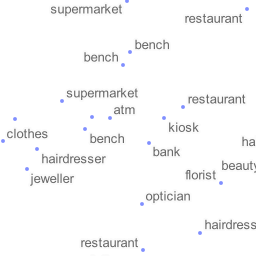 supermarket
restaurant
bench
bench
supermarket
restaurant
atm
kiosk
clothes
bench
ha
bank
hairdresser
beauty
florist
jeweller
optician
hairdress
restaurant